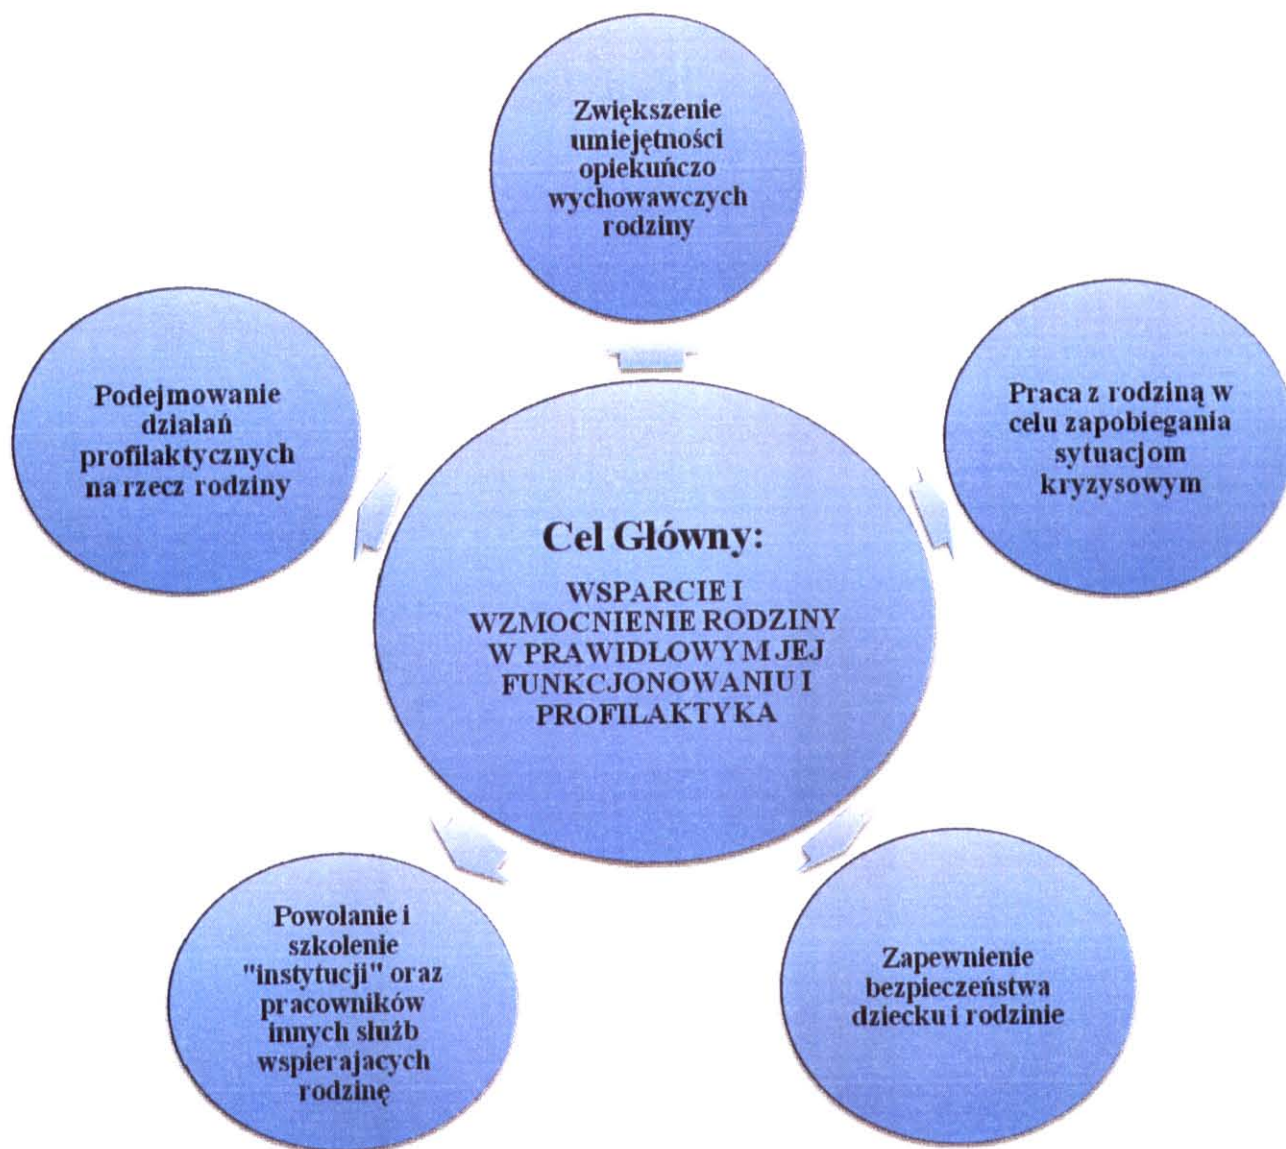 Zwiększenie
umiejętności
opiekuńczo
wychowawczych
rodziny
Podejmowanie
działań
profilaktycznych
na rzecz rodziny
Praca z rodziną w
celu zapobiegania
sytuacjom
kryzysowym
Cel Główny:
WSPARCIE I
WZMOCNIENIE RODZINY
W PRAWIDŁOWYM JEJ
FUNKCJONOWANIU I
PROFILAKTYKA
Powołanie i
szkolenie
"instytucji" oraz
pracowników
innych służb
wspierajacych
rodzinę
Zapewnienie
bezpieczeństwa
dziecku i rodzinie